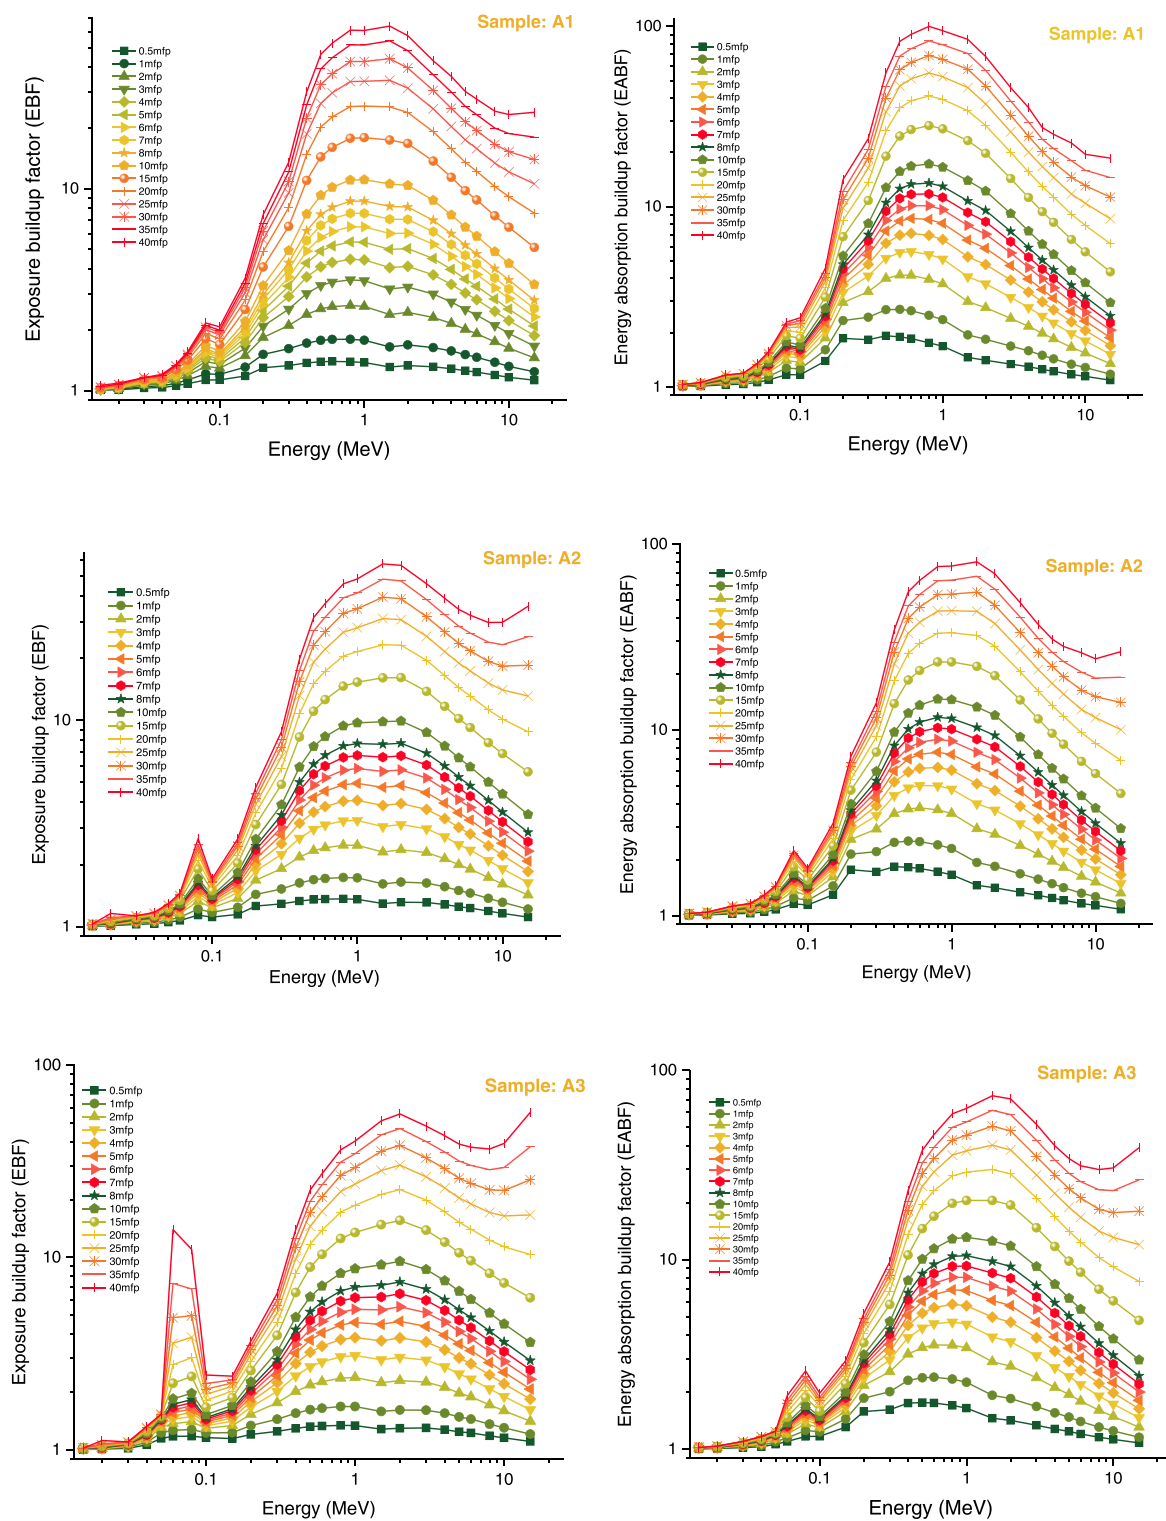 Sample: A1
Exposure buildup factor (EBF)
0.5mfp
1mfp
2mfp
3mfp
4mfp
5mfp
6mfp
7mfp
8mfp
10mfp
15mfp
20mfp
25mfp
30mfp
35mfp
40mfp
10
1
0.1 1 10
Energy (MeV)
Sample: A1
Energy absorption buildup factor (EABF)
0.5mfp
1mfp
2mfp
3mfp
4mfp
5mfp
6mfp
7mfp
8mfp
10mfp
15mfp
20mfp
25mfp
30mfp
35mfp
40mfp
100
10
1
0.1 1 10
Energy (MeV)
Sample: A2
Exposure buildup factor (EBF)
0.5mfp
1mfp
2mfp
3mfp
4mfp
5mfp
6mfp
7mfp
8mfp
10mfp
15mfp
20mfp
25mfp
30mfp
35mfp
40mfp
10
1
0.1 1 10
Energy (MeV)
Sample: A2
Energy absorption buildup factor (EABF)
0.5mfp
1mfp
2mfp
3mfp
4mfp
5mfp
6mfp
7mfp
8mfp
10mfp
15mfp
20mfp
25mfp
30mfp
35mfp
40mfp
100
10
1
0.1 1 10
Energy (MeV)
Sample: A3
Exposure buildup factor (EBF)
0.5mfp
1mfp
2mfp
3mfp
4mfp
5mfp
6mfp
7mfp
8mfp
10mfp
15mfp
20mfp
25mfp
30mfp
35mfp
40mfp
100
10
1
0.1 1 10
Energy (MeV)
Sample: A3
Energy absorption buildup factor (EABF)
0.5mfp
1mfp
2mfp
3mfp
4mfp
5mfp
6mfp
7mfp
8mfp
10mfp
15mfp
20mfp
25mfp
30mfp
35mfp
40mfp
100
10
1
0.1 1 10
Energy (MeV)